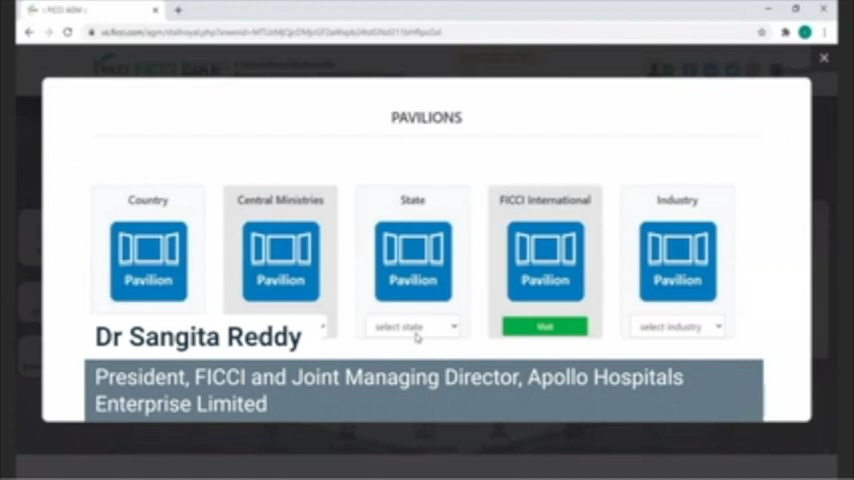 PAVILIONS
Country
Central Ministries
State
FICCI International
Industry
Pavilion
Pavilion
Pavilion
Pavilion
Pavilion
select state
Visit
select industry
Dr Sangita Reddy
President, FICCI and Joint Managing Director, Apollo Hospitals
Enterprise Limited